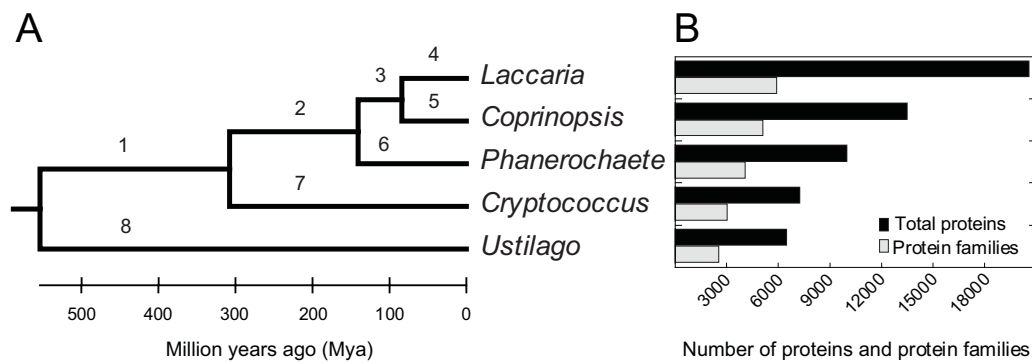 A
B
4
3
Laccaria
5
2
Coprinopsis
1
6
Phanerochaete
7
Cryptococcus
8
Ustilago
Total proteins
Protein families
500 400 300 200 100 0
3000 6000 9000 12000 15000 18000
Million years ago (Mya)
Number of proteins and protein families